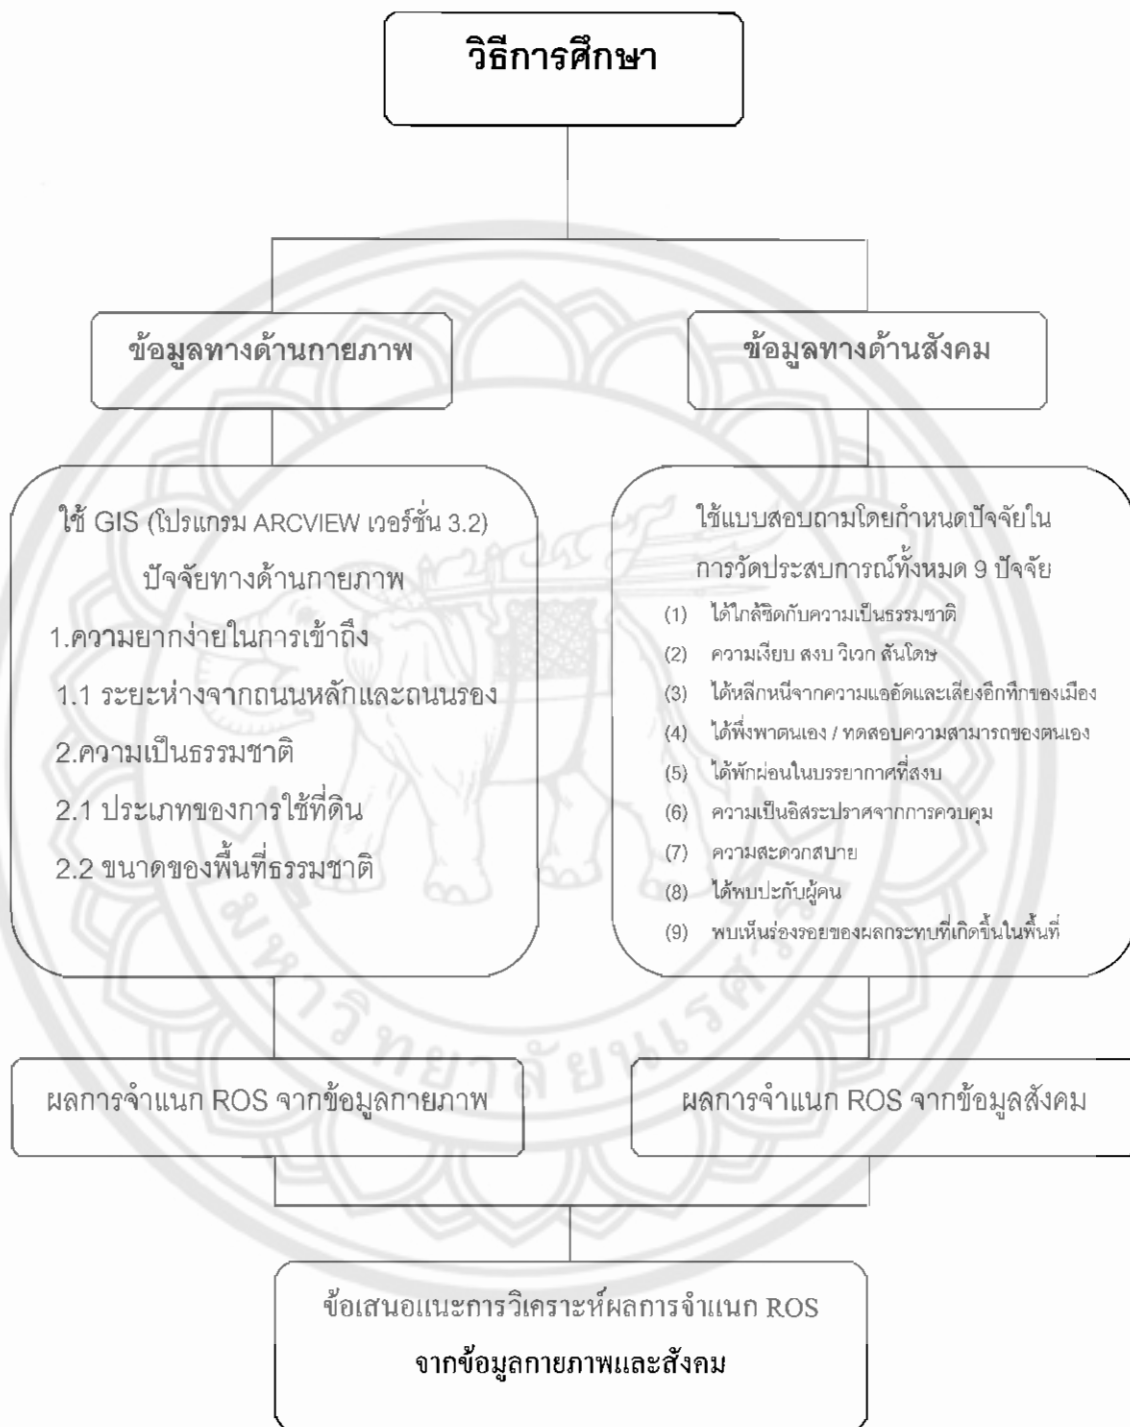 วิธีการศึกษา
ข้อมูลทางด้านกายภาพ
ข้อมูลทางด้านสังคม
ใช้ GIS (โปรแกรม ARCVIEW เวอร์ชั่น 3.2)
ปัจจัยทางด้านกายภาพ
1.ความยากง่ายในการเข้าถึง
1.1 ระยะห่างจากถนนหลักและถนนรอง
2.ความเป็นธรรมชาติ
2.1 ประเภทของการใช้ที่ดิน
2.2 ขนาดของพื้นที่ธรรมชาติ
ใช้แบบสอบถามโดยกำหนดปัจจัยใน
การวัดประสบการณ์ทั้งหมด 9 ปัจจัย
(1) ได้ใกล้ชิดกับความเป็นธรรมชาติ
(2) ความเงียบ สงบ วิเวก สันโดษ
(3) ได้หลีกหนีจากความแออัดและเสียงอึกทึกของเมือง
(4) ได้พึ่งพาตนเอง / ทดสอบความสามารถของตนเอง
(5) ได้พักผ่อนในบรรยากาศที่สงบ
(6) ความเป็นอิสระปราศจากการควบคุม
(7) ความสะดวกสบาย
(8) ได้พบปะกับผู้คน
(9) พบเห็นร่องรอยของผลกระทบที่เกิดขึ้นในพื้นที่
มหาวิทยาลัยนเรศวร
ผลการจำแนก ROS จากข้อมูลกายภาพ
ผลการจำแนก ROS จากข้อมูลสังคม
ข้อเสนอแนะการวิเคราะห์ผลการจำแนก ROS
จากข้อมูลกายภาพและสังคม